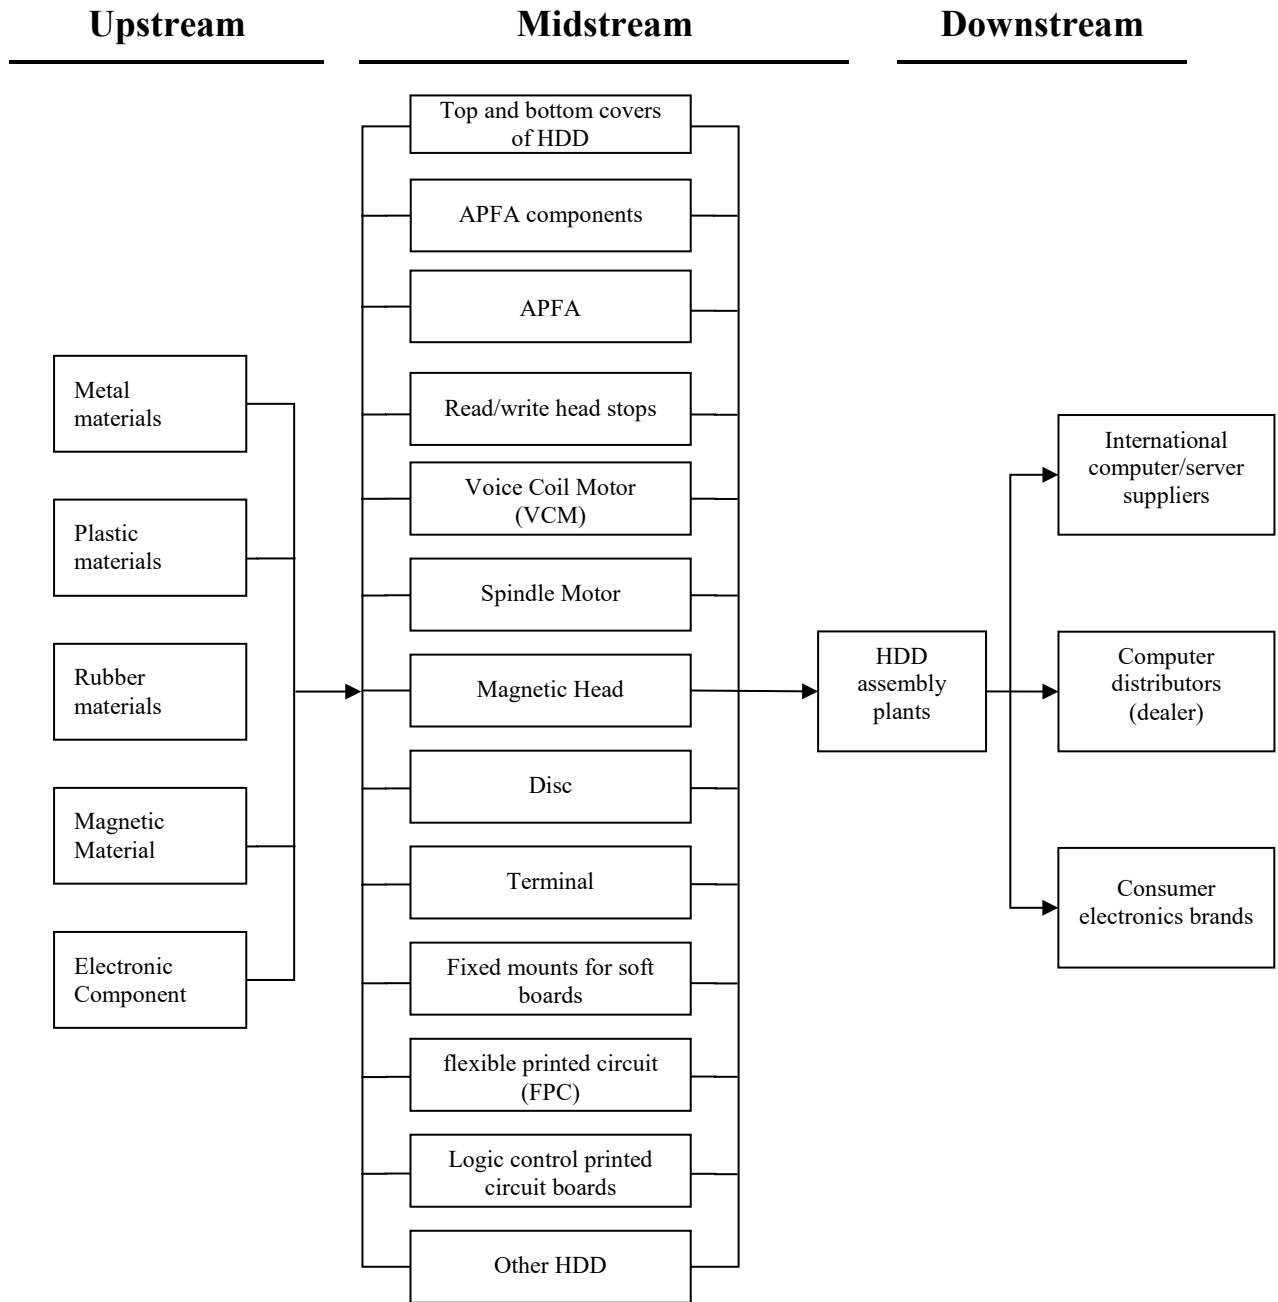 Upstream
Midstream
Downstream
Top and bottom covers
of HDD
APFA components
APFA
Read/write head stops
Voice Coil Motor
(VCM)
Spindle Motor
Magnetic Head
Disc
Terminal
Fixed mounts for soft
boards
flexible printed circuit
(FPC)
Logic control printed
circuit boards
Other HDD
Metal
materials
Plastic
materials
Rubber
materials
Magnetic
Material
Electronic
Component
HDD
assembly
plants
International
computer/server
suppliers
Computer
distributors
(dealer)
Consumer
electronics brands